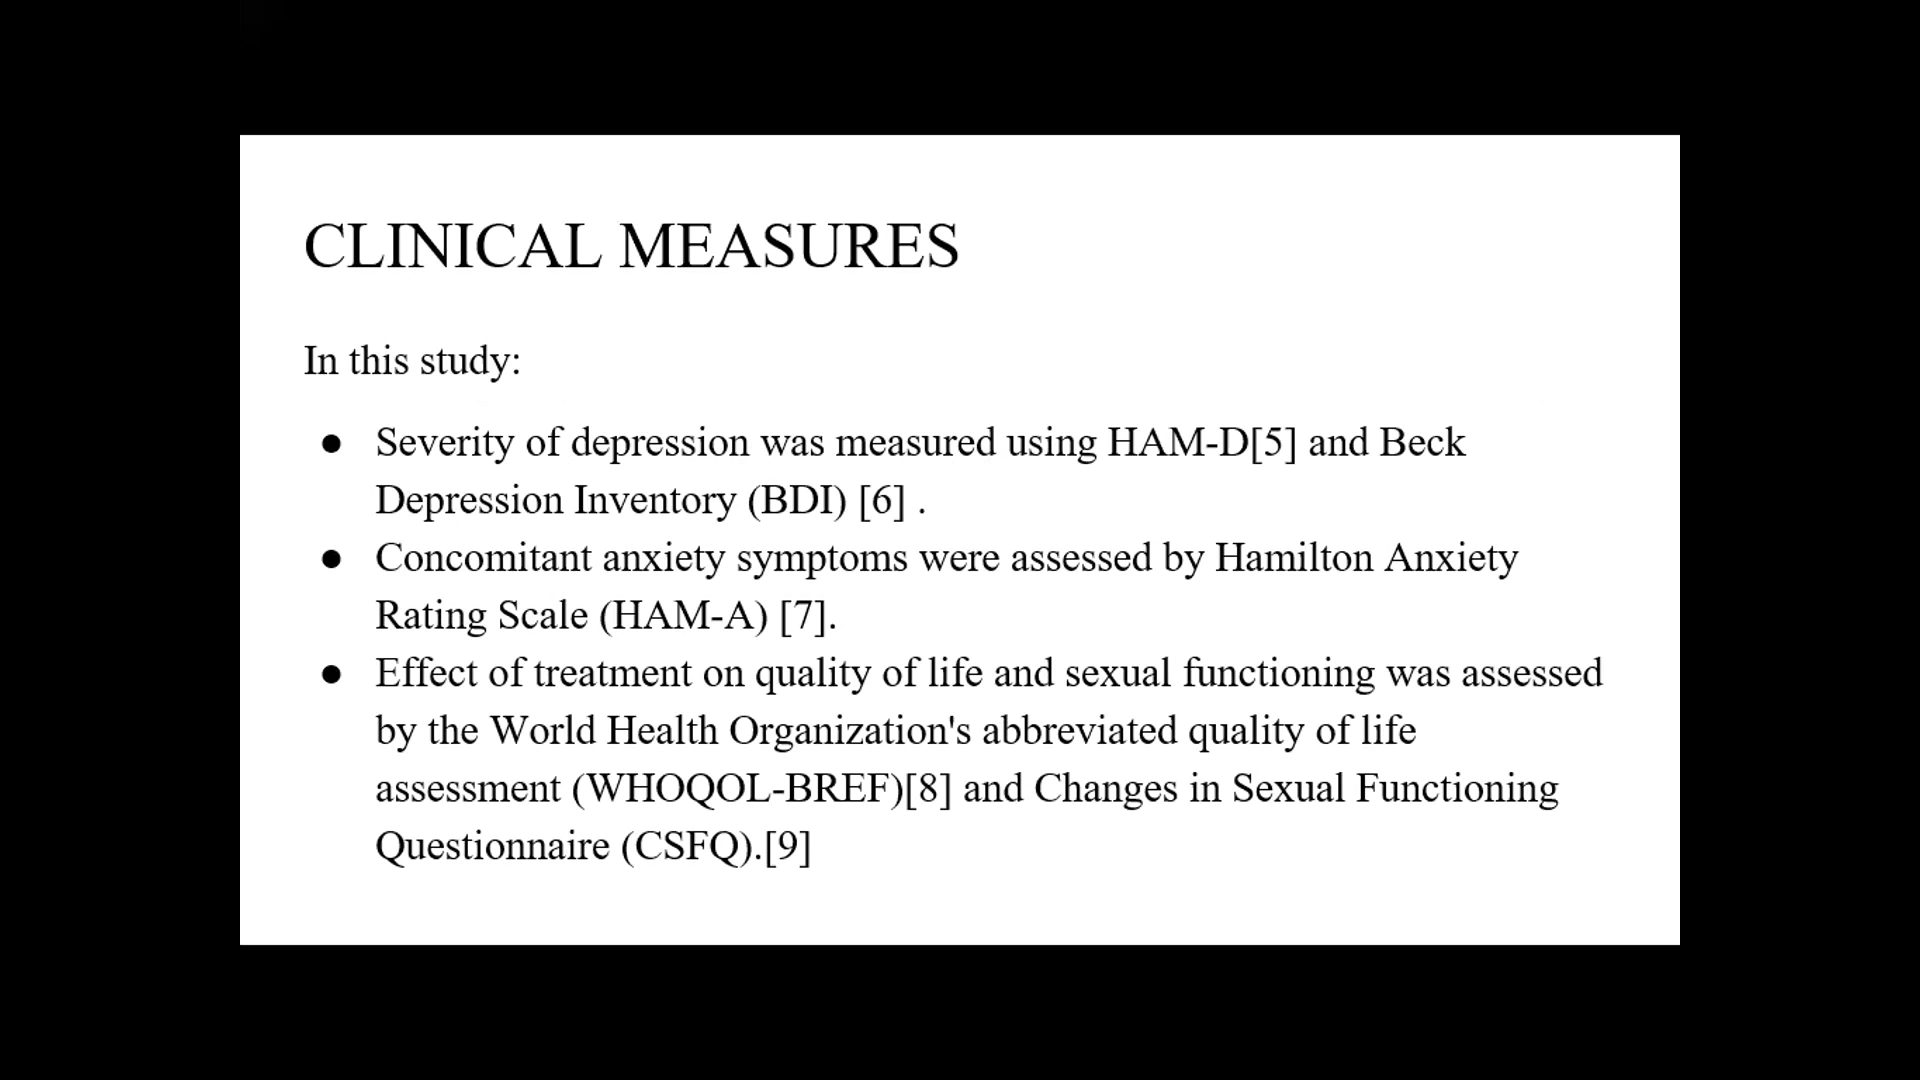 CLINICAL MEASURES
In this study:
● Severity of depression was measured using HAM-D[5] and Beck
Depression Inventory (BDI) [6] .
● Concomitant anxiety symptoms were assessed by Hamilton Anxiety
Rating Scale (HAM-A) [7].
● Effect of treatment on quality of life and sexual functioning was assessed
by the World Health Organization's abbreviated quality of life
assessment (WHOQOL-BREF)[8] and Changes in Sexual Functioning
Questionnaire (CSFQ).[9]